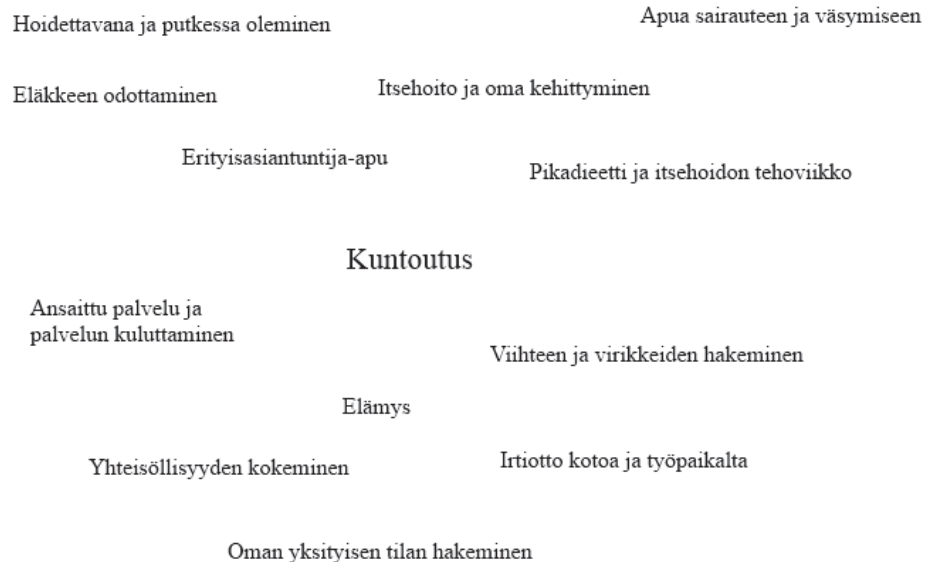 Hoidettavana ja putkessa oleminen
Apua sairauteen ja väsymiseen
Eläkkeen odottaminen
Itsehoito ja oma kehittyminen
Erityisasiantuntija-apu
Pikadieetti ja itsehoidon tehoviikko
Kuntoutus
Ansaittu palvelu ja
palvelun kuluttaminen
Viihteen ja virikkeiden hakeminen
Elämys
Yhteisöllisyyden kokeminen
Irtiotto kotoa ja työpaikalta
Oman yksityisen tilan hakeminen